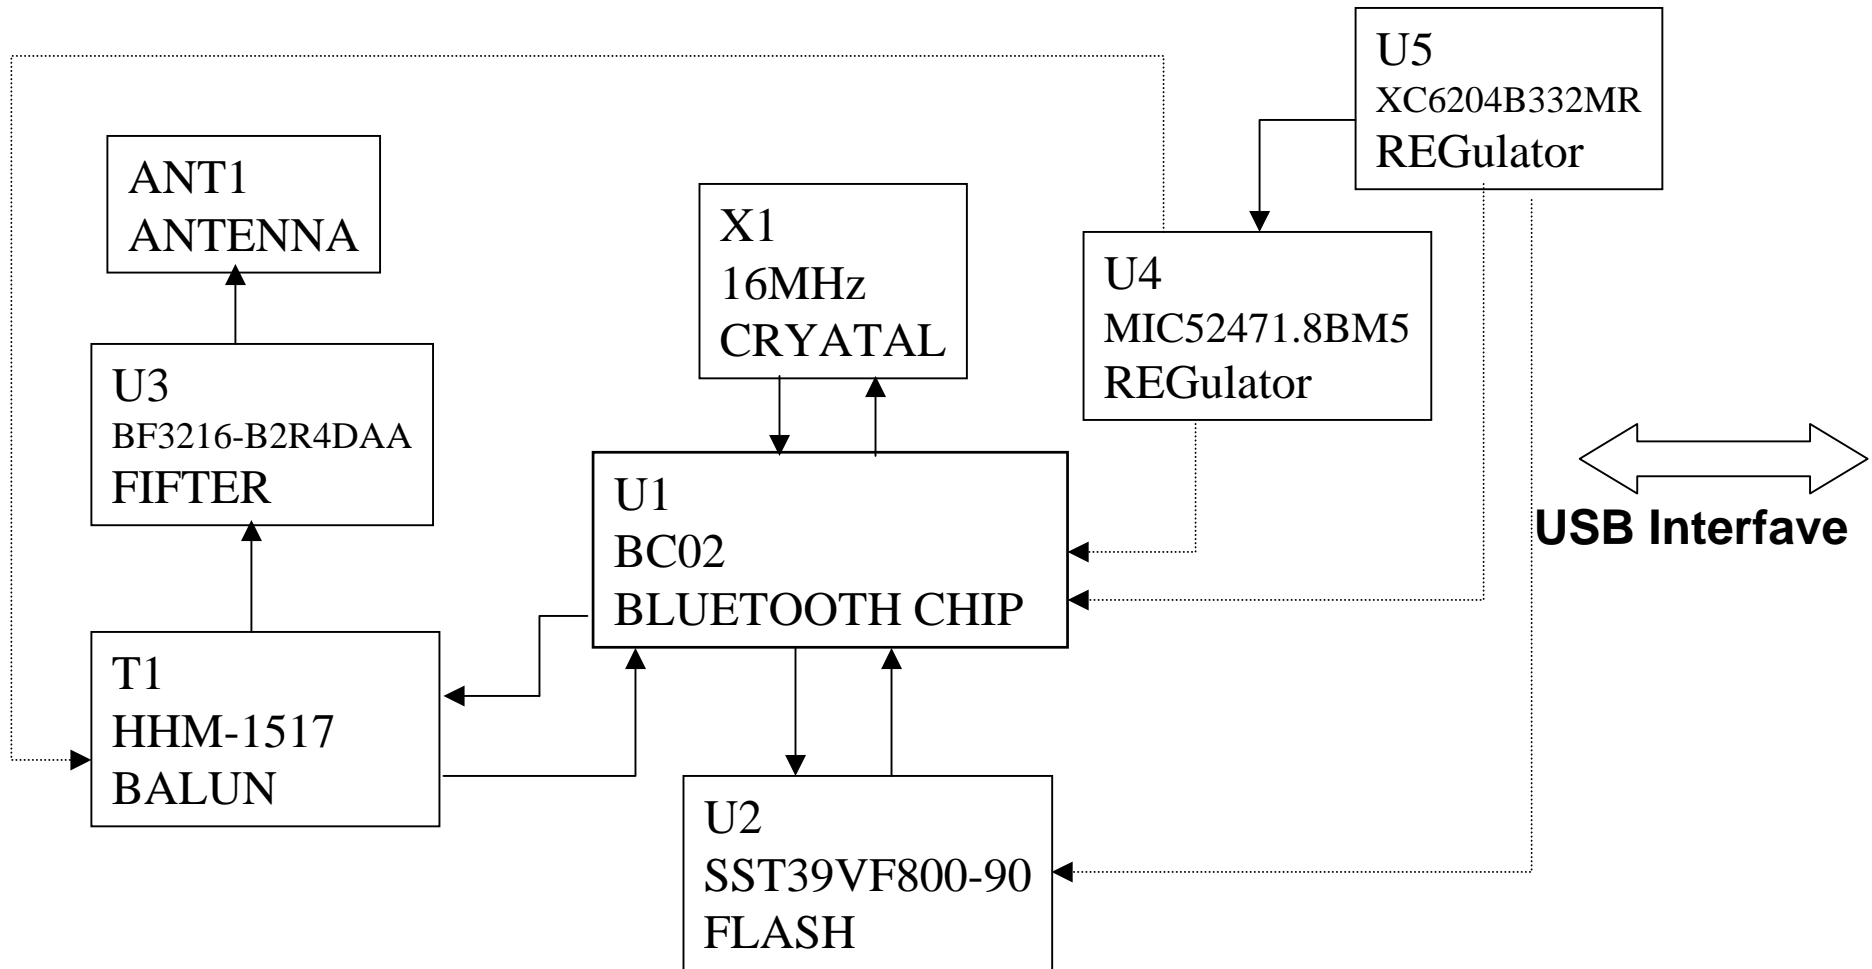 U5
XC6204B332MR
REGulator
ANT1
ANTENNA
X1
16MHz
CRYATAL
U4
MIC52471.8BM5
REGulator
U3
BF3216-B2R4DAA
FIFTER
U1
BC02
BLUETOOTH CHIP
USB Interfave
T1
HHM-1517
BALUN
U2
SST39VF800-90
FLASH